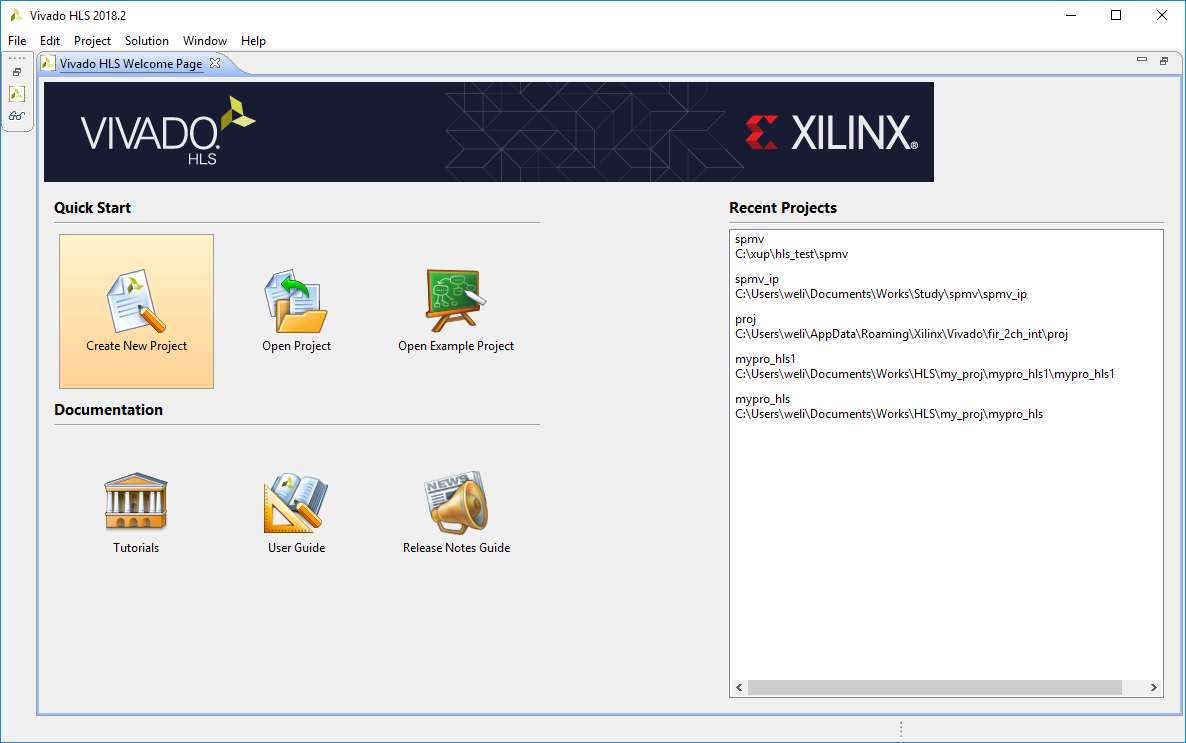 Vivado HLS 2018.2
File Edit Project Solution Window Help
Vivado HLS Welcome Page
VIVADO.
HLS
XILINX®
Quick Start
Create New Project
Open Project
Open Example Project
Documentation
Tutorials
NEWS
User Guide
Release Notes Guide
Recent Projects
spmv
C:\xup\hls_test\spmv
spmv_ip
C:\Users\weli\Documents\Works\Study\spmv\spmv_ip
proj
C:\Users\weli\AppData\Roaming\Xilinx\Vivado\fir_2ch_int\proj
mypro_hls1
C:\Users\weli\Documents\Works\HLS\my_proj\mypro_hls1\mypro_hls1
mypro_hls
C:\Users\weli\Documents\Works\HLS\my_proj\mypro_hls